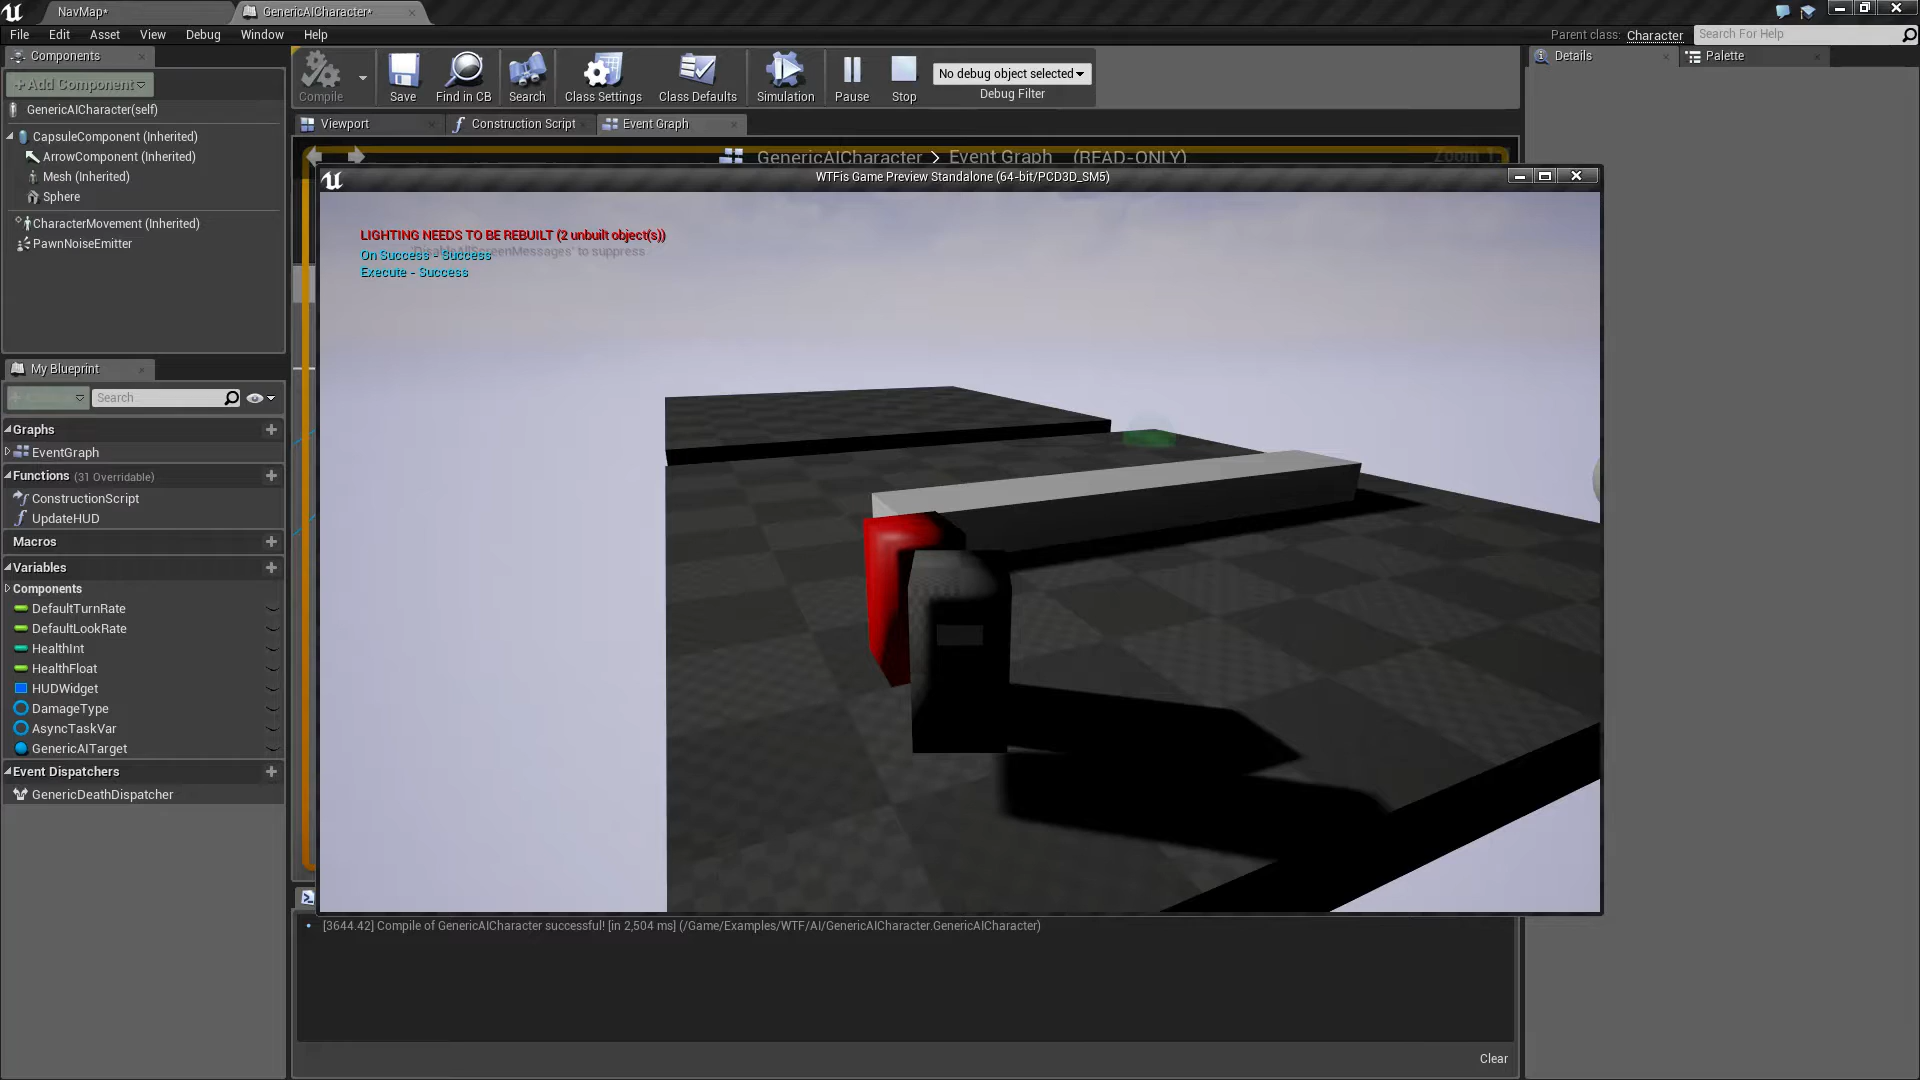 NavMap*
GenericAICharacter*
File Edit Asset View Debug Window Help
Parent class: Character
Search For Help
Components
+Add Component
GenericAICharacter(self)
CapsuleComponent (Inherited)
ArrowComponent (Inherited)
Mesh (Inherited)
Sphere
CharacterMovement (Inherited)
PawnNoiseEmitter
Compile
Save
Find in CB
Search
Class Settings
Class Defaults
Simulation
Pause
Stop
No debug object selected
Debug Filter
Details
Palette
Viewport
Construction Script
Event Graph
GenericAICharacter > Event Graph (READ-ONLY)
WTFis Game Preview Standalone (64-bit/PCD3D_SM5)
LIGHTING NEEDS TO BE REBUILT (2 unbuilt object(s))
'DisableAllScreenMessages' to suppress
On Success - Success
Execute - Success
My Blueprint
Search
Graphs
EventGraph
Functions (31 Overridable)
ConstructionScript
UpdateHUD
Macros
Variables
Components
DefaultTurnRate
DefaultLookRate
HealthInt
HealthFloat
HUDWidget
DamageType
AsyncTaskVar
GenericAITarget
Event Dispatchers
GenericDeathDispatcher
[3644.42] Compile of GenericAICharacter successful! [in 2,504 ms] (/Game/Examples/WTF/AI/GenericAICharacter.GenericAICharacter)
Clear